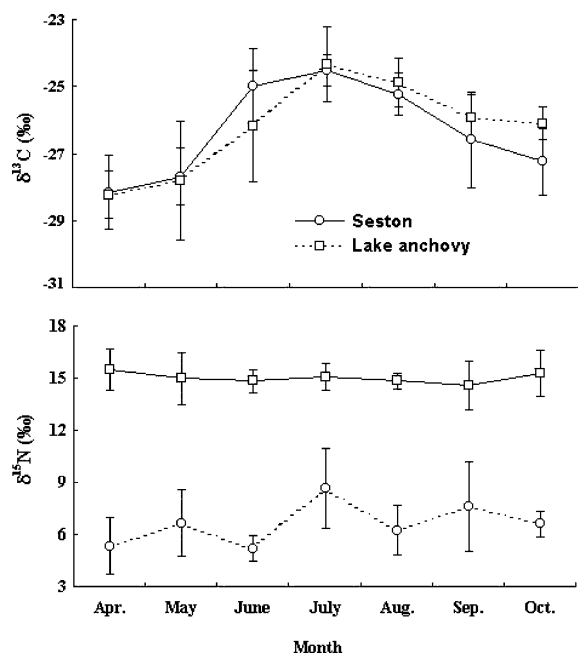 -23
-25
-27
-29
-31
δ¹³C (‰)
Seston
Lake anchovy
18
15
12
9
6
3
δ¹⁵N (‰)
Apr. May June July Aug. Sep. Oct.
Month